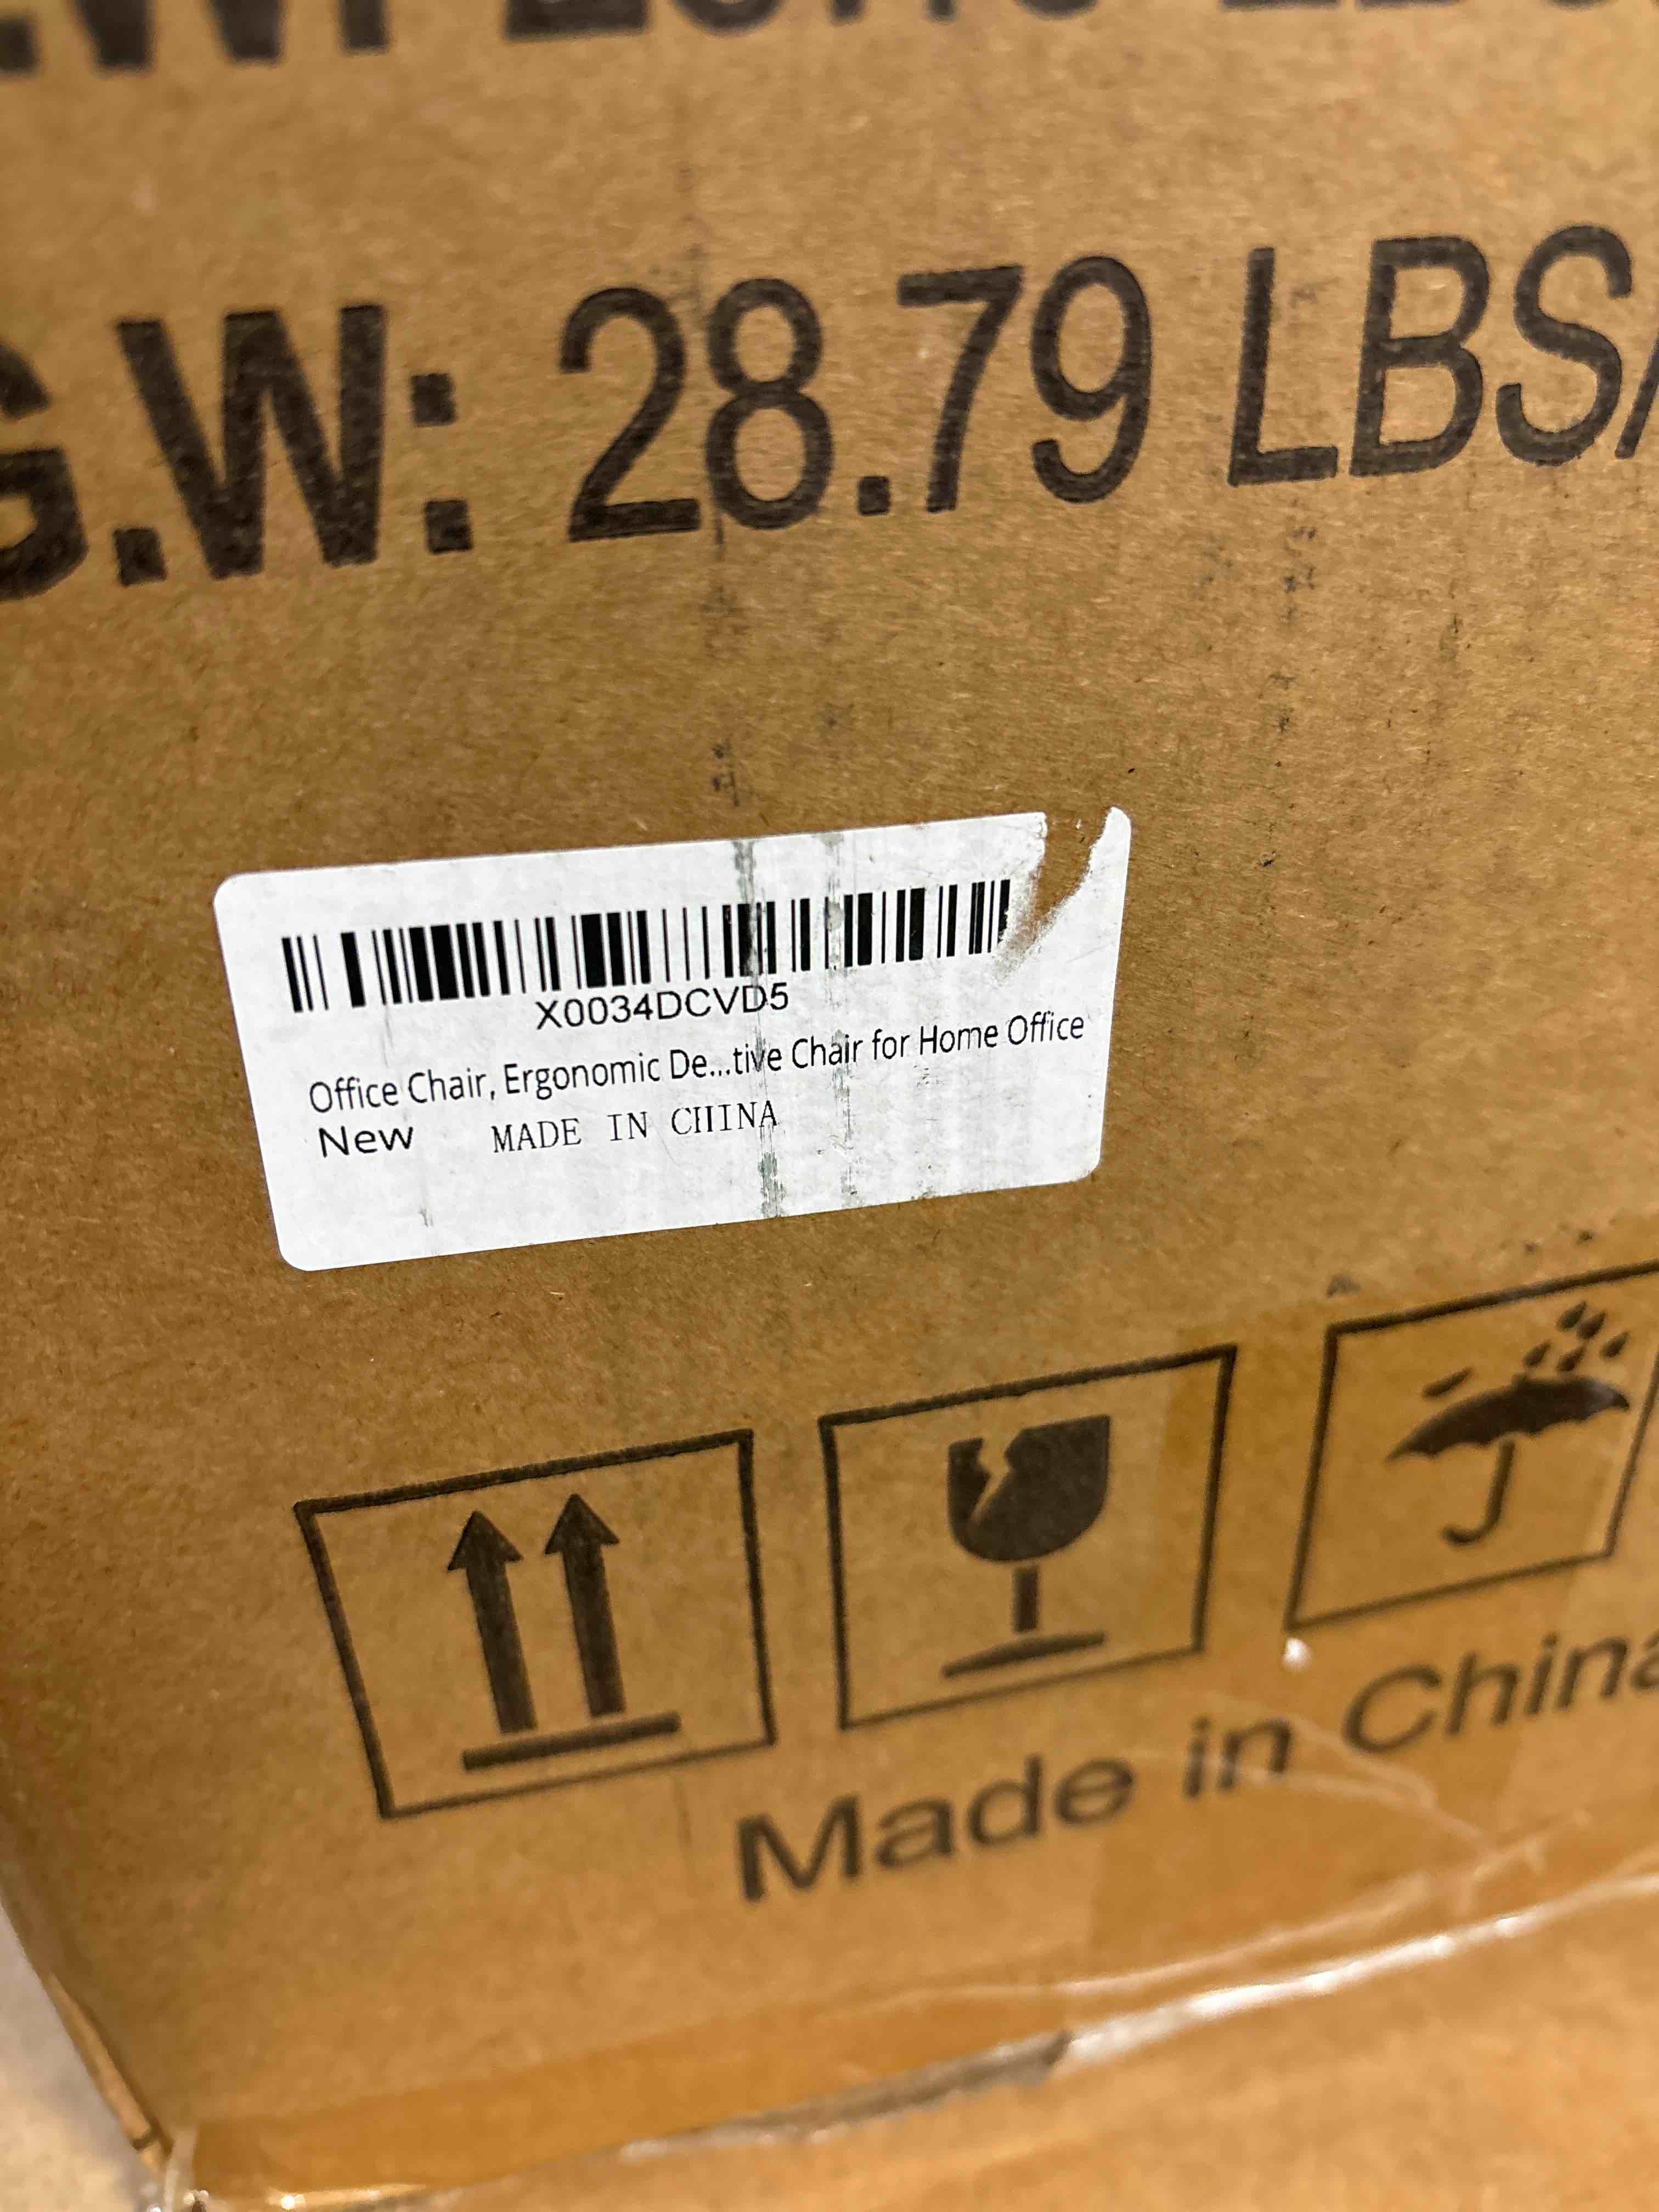 G.W: 28.79 LBS/
X0034DCVD5
Office Chair, Ergonomic De...tive Chair for Home Office
New MADE IN CHINA
Made in China